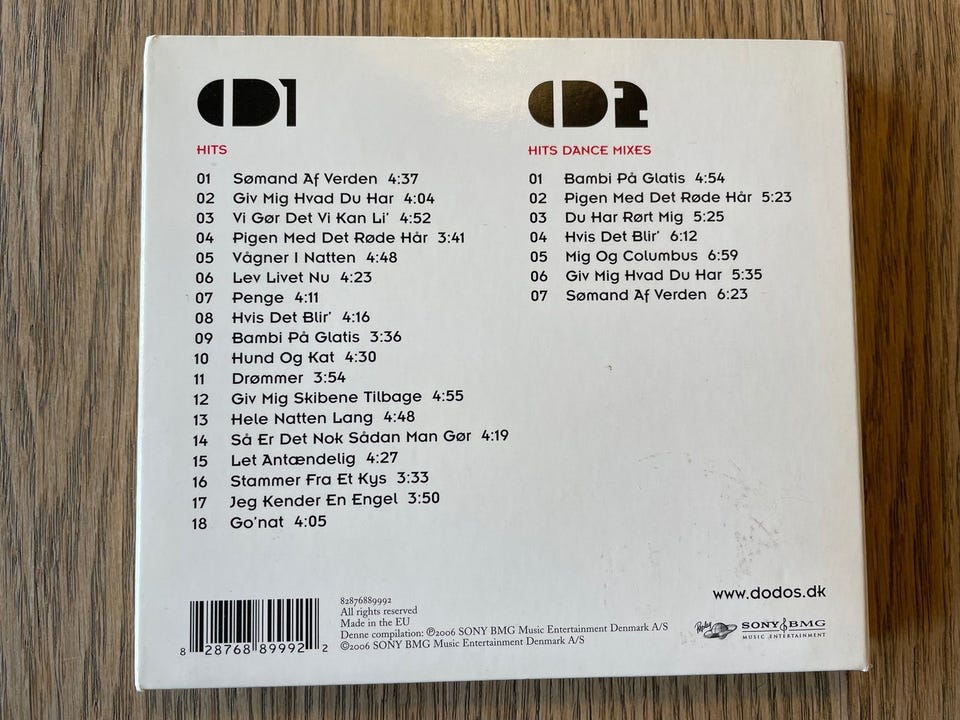 CD1
HITS
01 Sømand Af Verden 4:37
02 Giv Mig Hvad Du Har 4:04
03 Vi Gør Det Vi Kan Li' 4:52
04 Pigen Med Det Røde Hår 3:41
05 Vågner I Natten 4:48
06 Lev Livet Nu 4:23
07 Penge 4:11
08 Hvis Det Blir' 4:16
09 Bambi På Glatis 3:36
10 Hund Og Kat 4:30
11 Drømmer 3:54
12 Giv Mig Skibene Tilbage 4:55
13 Hele Natten Lang 4:48
14 Så Er Det Nok Sådan Man Gør 4:19
15 Let Antændelig 4:27
16 Stammer Fra Et Kys 3:33
17 Jeg Kender En Engel 3:50
18 Go'nat 4:05
CD2
HITS DANCE MIXES
01 Bambi På Glatis 4:54
02 Pigen Med Det Røde Hår 5:23
03 Du Har Rørt Mig 5:25
04 Hvis Det Blir' 6:12
05 Mig Og Columbus 6:59
06 Giv Mig Hvad Du Har 5:35
07 Sømand Af Verden 6:23
8 28768 89992 2
82876889992
All rights reserved
Made in the EU
Denne compilation: ℗2006 SONY BMG Music Entertainment Denmark A/S
©2006 SONY BMG Music Entertainment Denmark A/S
www.dodos.dk
Replay
SONY BMG
MUSIC ENTERTAINMENT